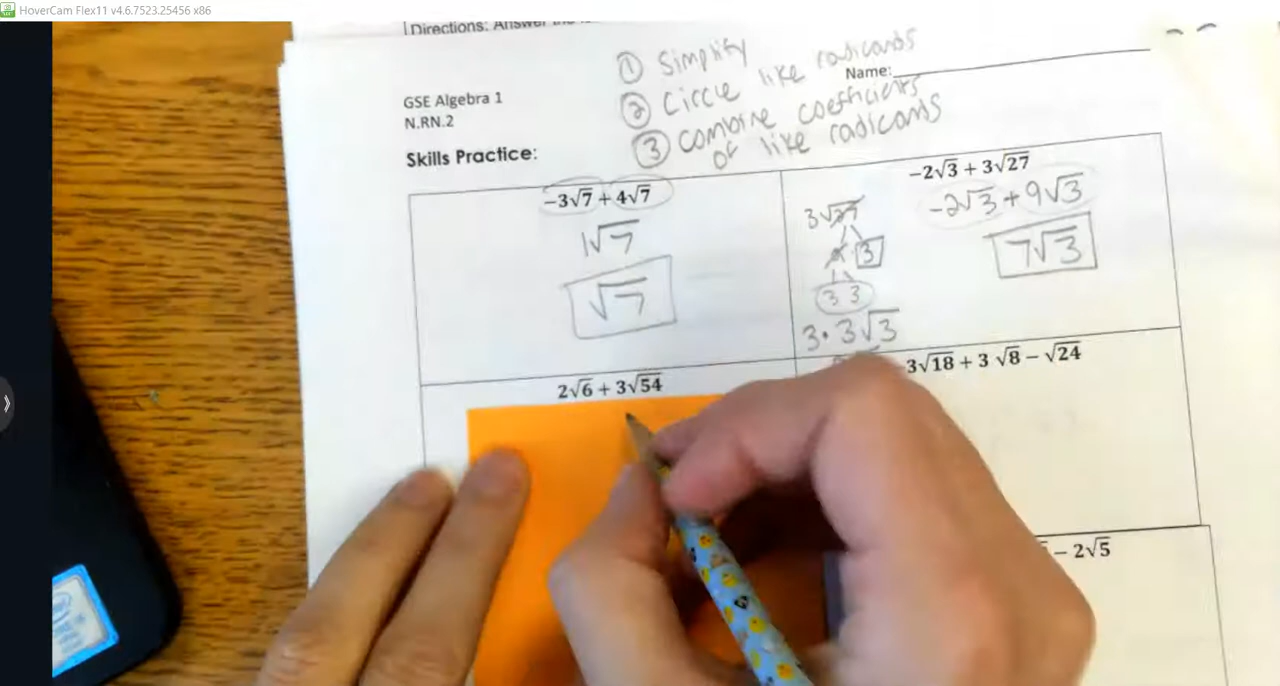 HoverCam Flex11 v4.6.7523.25456 x86
Directions: Answer the
① Simplify
② Circle like radicands
③ combine coefficients
of like radicands
Name:
GSE Algebra 1
N.RN.2
Skills Practice:
−3√7 + 4√7
1√7
√7
−2√3 + 3√27
−2√3 + 9√3
7√3
3√27
9 3
3 3
3·3√3
2√6 + 3√54
3√18 + 3 √8 − √24
− 2√5